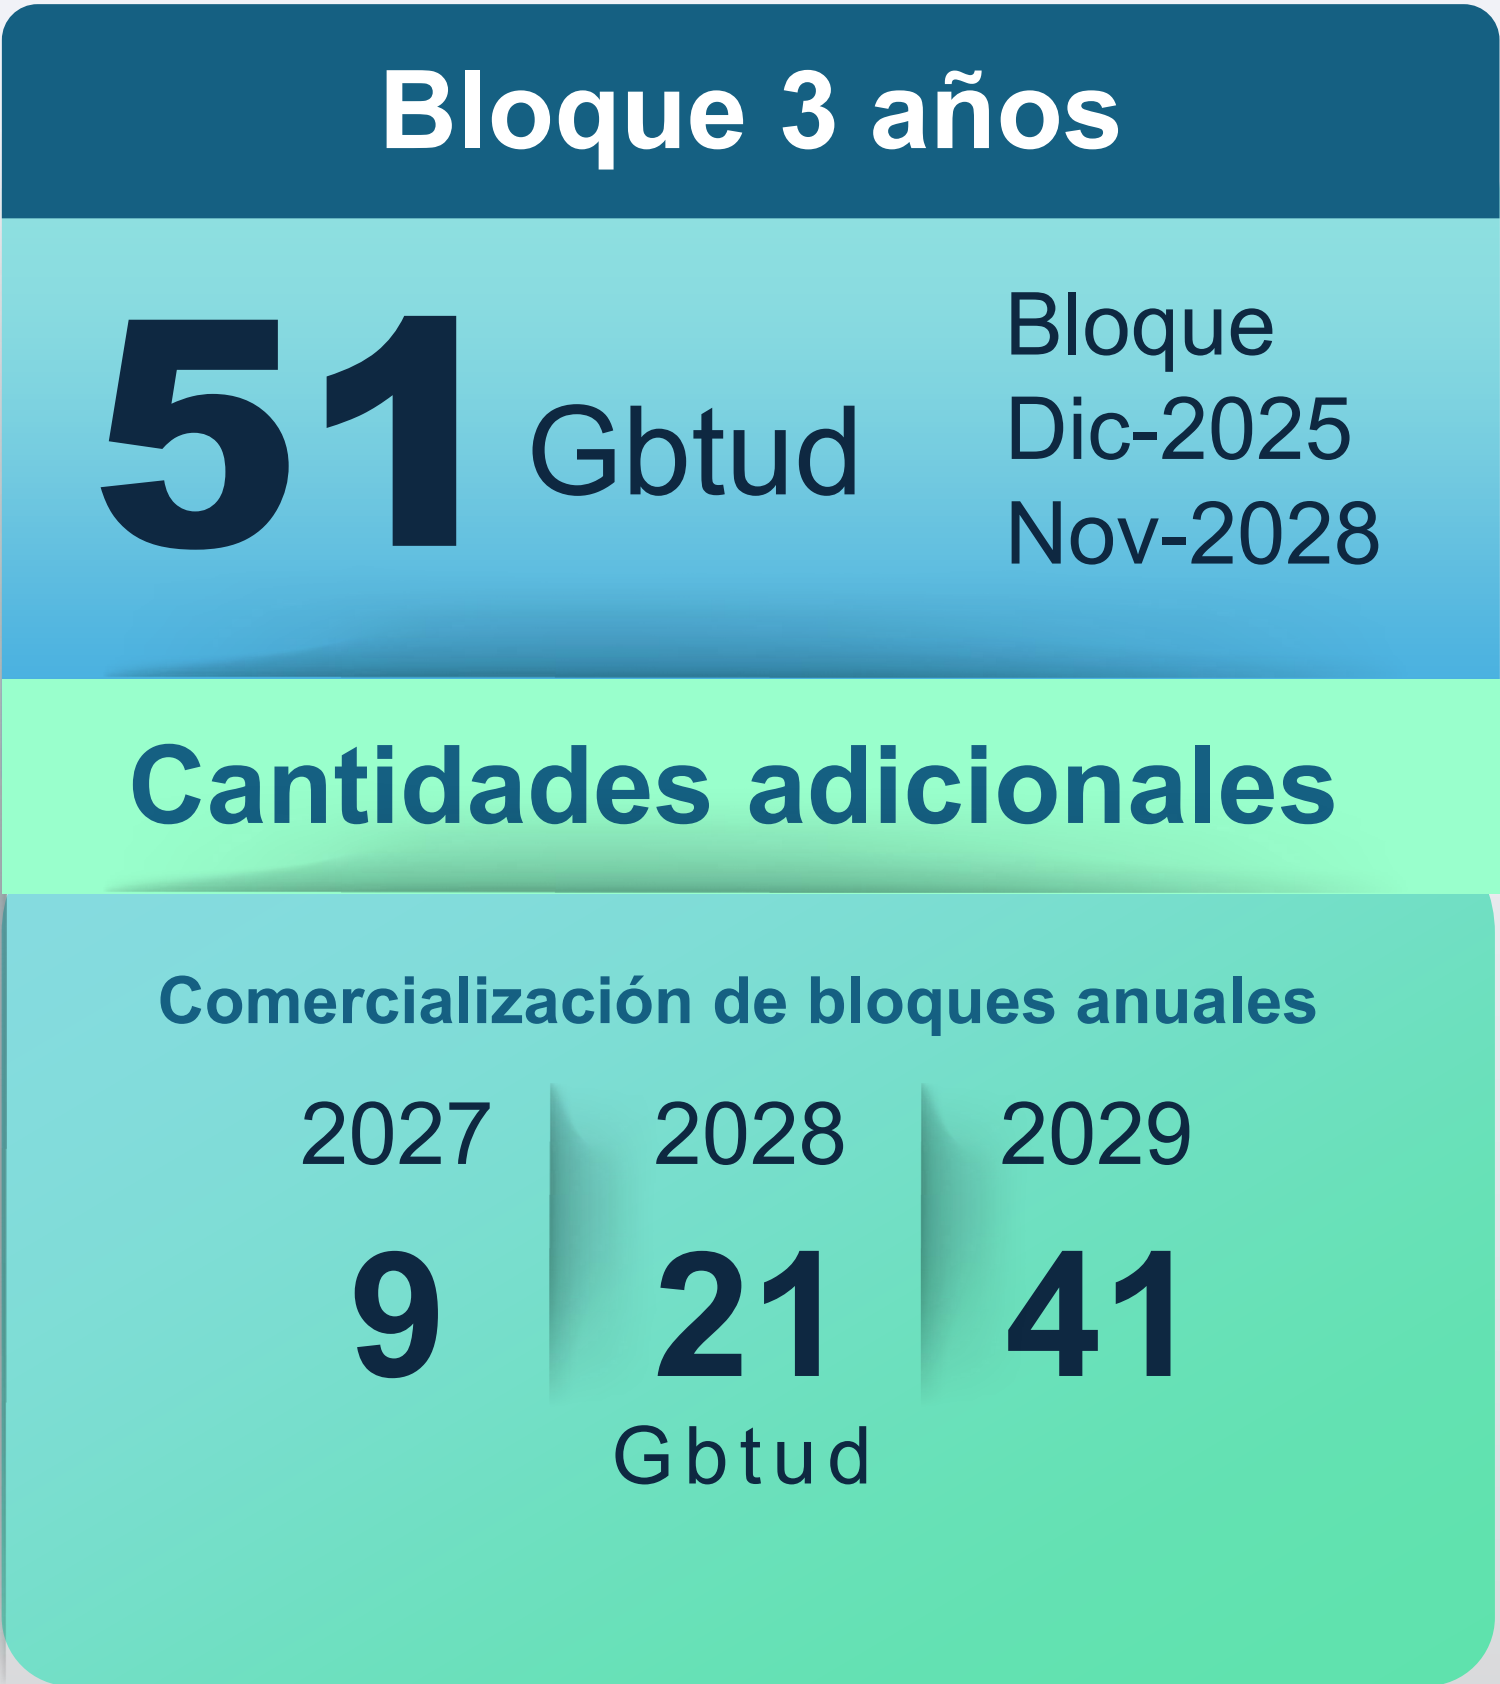 Bloque 3 años
51 Gbtud
Bloque
Dic-2025
Nov-2028
Cantidades adicionales
Comercialización de bloques anuales
2027 2028 2029
9 21 41
Gbtud